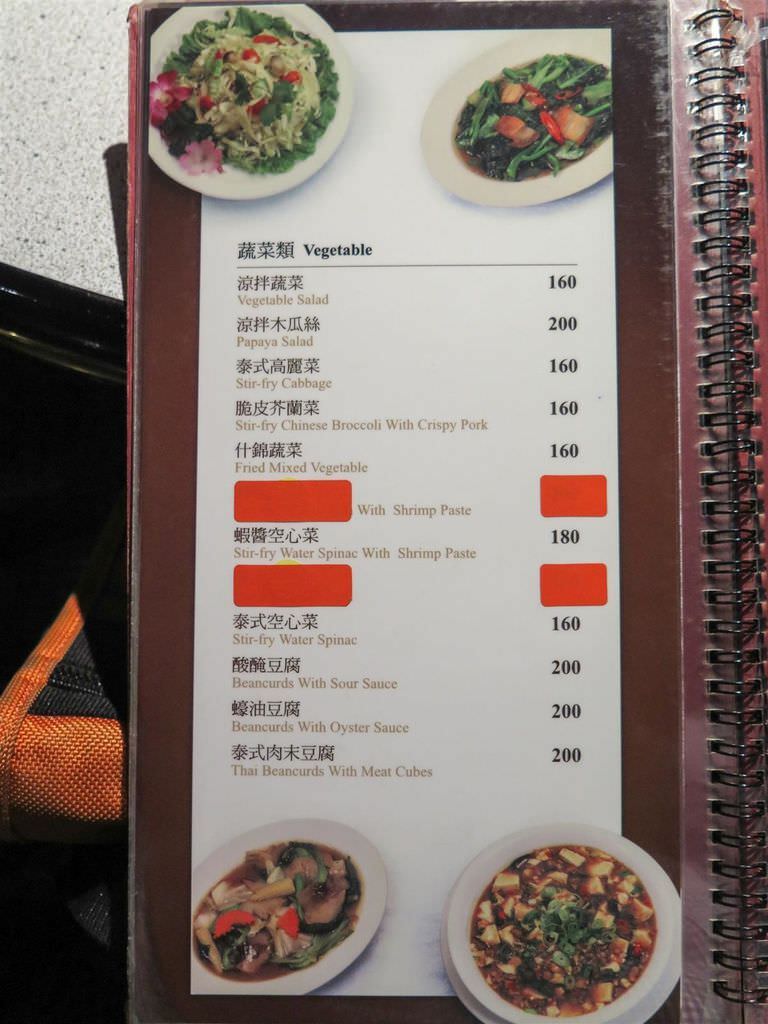 蔬菜類 Vegetable
涼拌蔬菜 160
Vegetable Salad
涼拌木瓜絲 200
Papaya Salad
泰式高麗菜 160
Stir-fry Cabbage
脆皮芥蘭菜 160
Stir-fry Chinese Broccoli With Crispy Pork
什錦蔬菜 160
Fried Mixed Vegetable
With Shrimp Paste
蝦醬空心菜 180
Stir-fry Water Spinac With Shrimp Paste
泰式空心菜 160
Stir-fry Water Spinac
酸醃豆腐 200
Beancurds With Sour Sauce
蠔油豆腐 200
Beancurds With Oyster Sauce
泰式肉末豆腐 200
Thai Beancurds With Meat Cubes